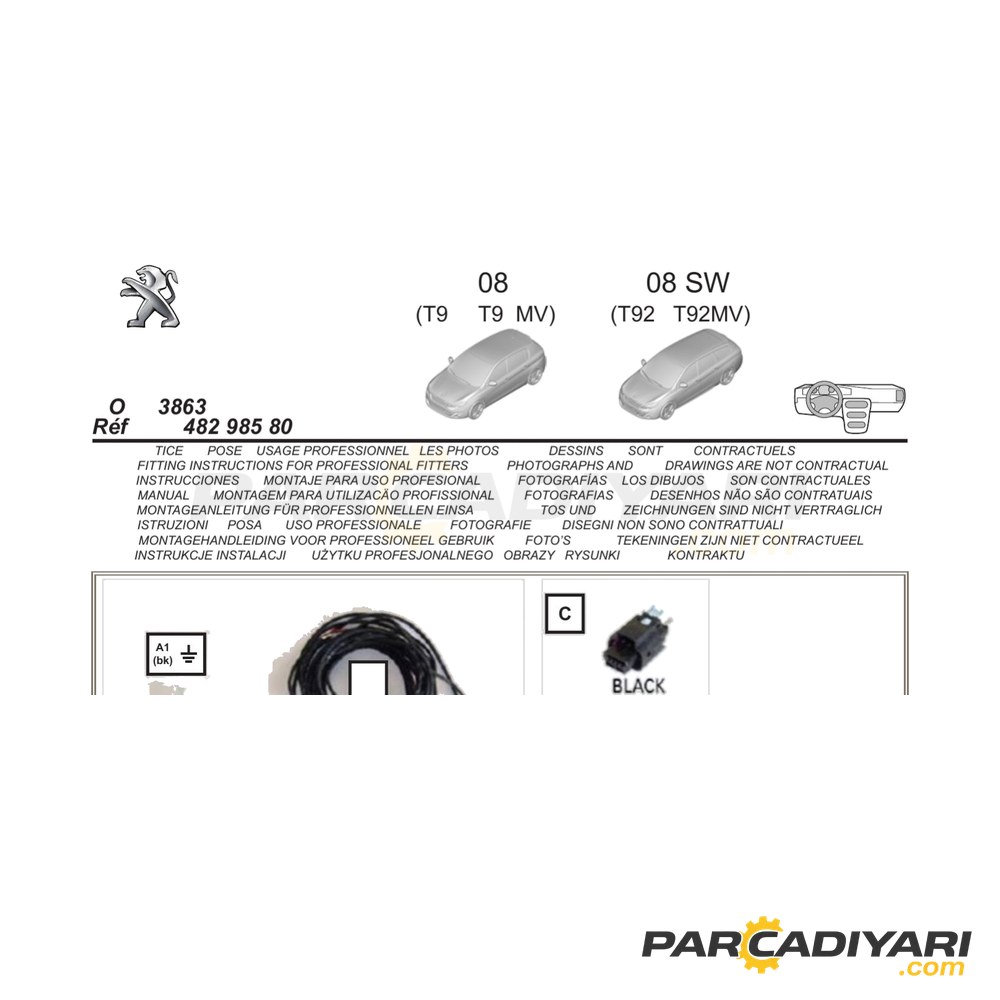 08 08 SW
(T9 T9 MV) (T92 T92MV)
O 3863
Réf 482 985 80
TICE POSE USAGE PROFESSIONNEL LES PHOTOS DESSINS SONT CONTRACTUELS
FITTING INSTRUCTIONS FOR PROFESSIONAL FITTERS PHOTOGRAPHS AND DRAWINGS ARE NOT CONTRACTUAL
INSTRUCCIONES MONTAJE PARA USO PROFESIONAL FOTOGRAFÍAS LOS DIBUJOS SON CONTRACTUALES
MANUAL MONTAGEM PARA UTILIZACÃO PROFISSIONAL FOTOGRAFIAS DESENHOS NÃO SÃO CONTRATUAIS
MONTAGEANLEITUNG FÜR PROFESSIONELLEN EINSA TOS UND ZEICHNUNGEN SIND NICHT VERTRAGLICH
ISTRUZIONI POSA USO PROFESSIONALE FOTOGRAFIE DISEGNI NON SONO CONTRATTUALI
MONTAGEHANDLEIDING VOOR PROFESSIONEEL GEBRUIK FOTO'S TEKENINGEN ZIJN NIET CONTRACTUEEL
INSTRUKCJE INSTALACJI UŻYTKU PROFESJONALNEGO OBRAZY RYSUNKI KONTRAKTU
A1
(bk)
C
BLACK
PARCADIYARI
.com